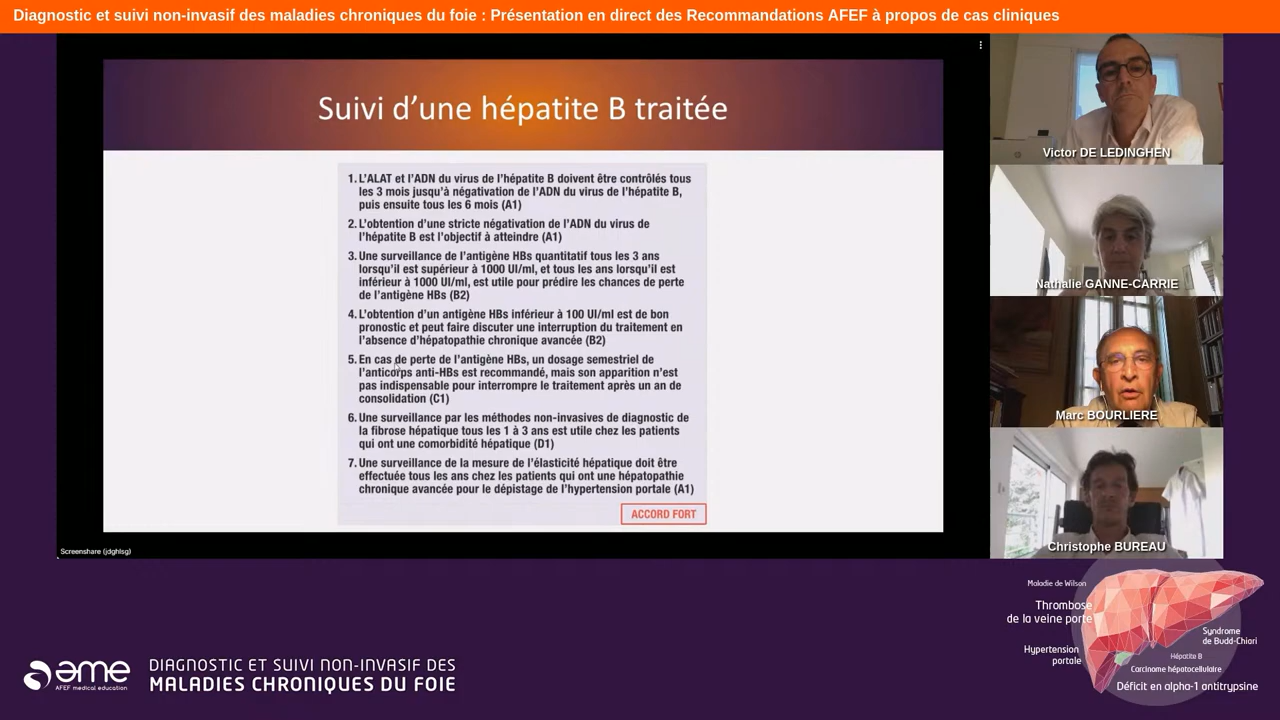 Diagnostic et suivi non-invasif des maladies chroniques du foie : Présentation en direct des Recommandations AFEF à propos de cas cliniques
Suivi d'une hépatite B traitée
1. L'ALAT et l'ADN du virus de l'hépatite B doivent être contrôlés tous
les 3 mois jusqu'à négativation de l'ADN du virus de l'hépatite B,
puis ensuite tous les 6 mois (A1)
2. L'obtention d'une stricte négativation de l'ADN du virus de
l'hépatite B est l'objectif à atteindre (A1)
3. Une surveillance de l'antigène HBs quantitatif tous les 3 ans
lorsqu'il est supérieur à 1000 UI/ml, et tous les ans lorsqu'il est
inférieur à 1000 UI/ml, est utile pour prédire les chances de perte
de l'antigène HBs (B2)
4. L'obtention d'un antigène HBs inférieur à 100 UI/ml est de bon
pronostic et peut faire discuter une interruption du traitement en
l'absence d'hépatopathie chronique avancée (B2)
5. En cas de perte de l'antigène HBs, un dosage semestriel de
l'anticorps anti-HBs est recommandé, mais son apparition n'est
pas indispensable pour interrompre le traitement après un an de
consolidation (C1)
6. Une surveillance par les méthodes non-invasives de diagnostic de
la fibrose hépatique tous les 1 à 3 ans est utile chez les patients
qui ont une comorbidité hépatique (D1)
7. Une surveillance de la mesure de l'élasticité hépatique doit être
effectuée tous les ans chez les patients qui ont une hépatopathie
chronique avancée pour le dépistage de l'hypertension portale (A1)
ACCORD FORT
Screenshare (jdghlsg)
Victor DE LEDINGHEN
Nathalie GANNE-CARRIE
Marc BOURLIERE
Christophe BUREAU
Maladie de Wilson
Thrombose
de la veine porte
Syndrome
de Budd-Chiari
Hypertension
portale
Hépatite B
Carcinome hépatocellulaire
Déficit en alpha-1 antitrypsine
ame
AFEF medical education
DIAGNOSTIC ET SUIVI NON-INVASIF DES
MALADIES CHRONIQUES DU FOIE